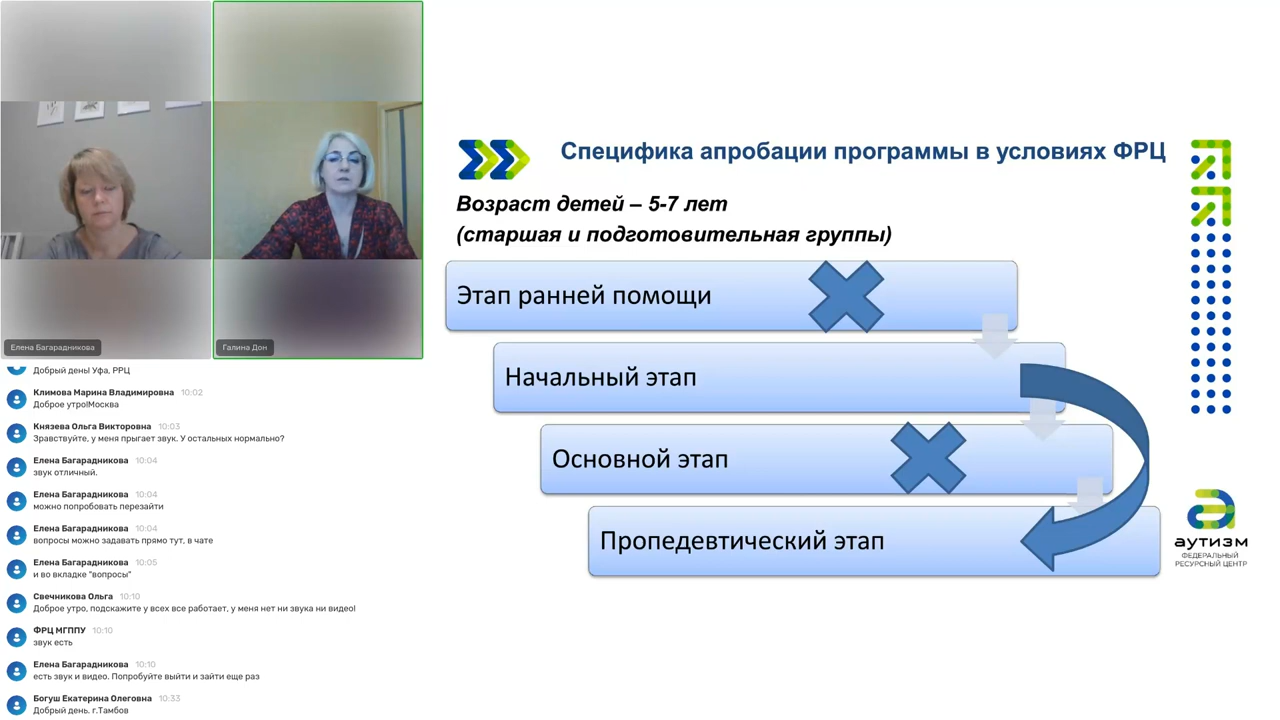 Елена Багарадникова
Галина Дон
Добрый день! Уфа, РРЦ
Климова Марина Владимировна 10:02
Доброе утро!Москва
Князева Ольга Викторовна 10:03
Здравствуйте, у меня прыгает звук. У остальных нормально?
Елена Багарадникова 10:04
звук отличный.
Елена Багарадникова 10:04
можно попробовать перезайти
Елена Багарадникова 10:04
вопросы можно задавать прямо тут, в чате
Елена Багарадникова 10:05
и во вкладке "вопросы"
Свечникова Ольга 10:10
Доброе утро, подскажите у всех все работает, у меня нет ни звука ни видео!
ФРЦ МГППУ 10:10
звук есть
Елена Багарадникова 10:10
есть звук и видео. Попробуйте выйти и зайти еще раз
Богуш Екатерина Олеговна 10:33
Добрый день. г.Тамбов
Специфика апробации программы в условиях ФРЦ
Возраст детей – 5-7 лет
(старшая и подготовительная группы)
Этап ранней помощи
Начальный этап
Основной этап
Пропедевтический этап
аутизм
ФЕДЕРАЛЬНЫЙ
РЕСУРСНЫЙ ЦЕНТР